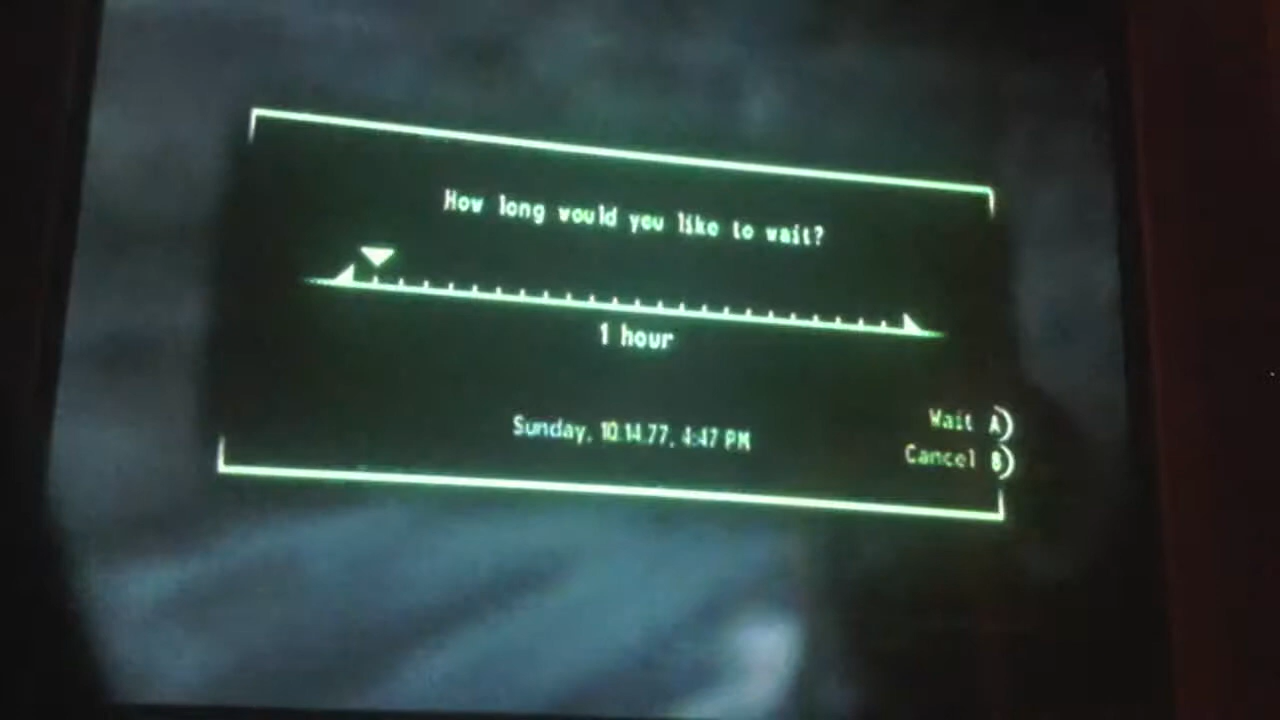 How long would you like to wait?
1 hour
Sunday, 10.14.77, 4:47 PM
Wait A)
Cancel B)